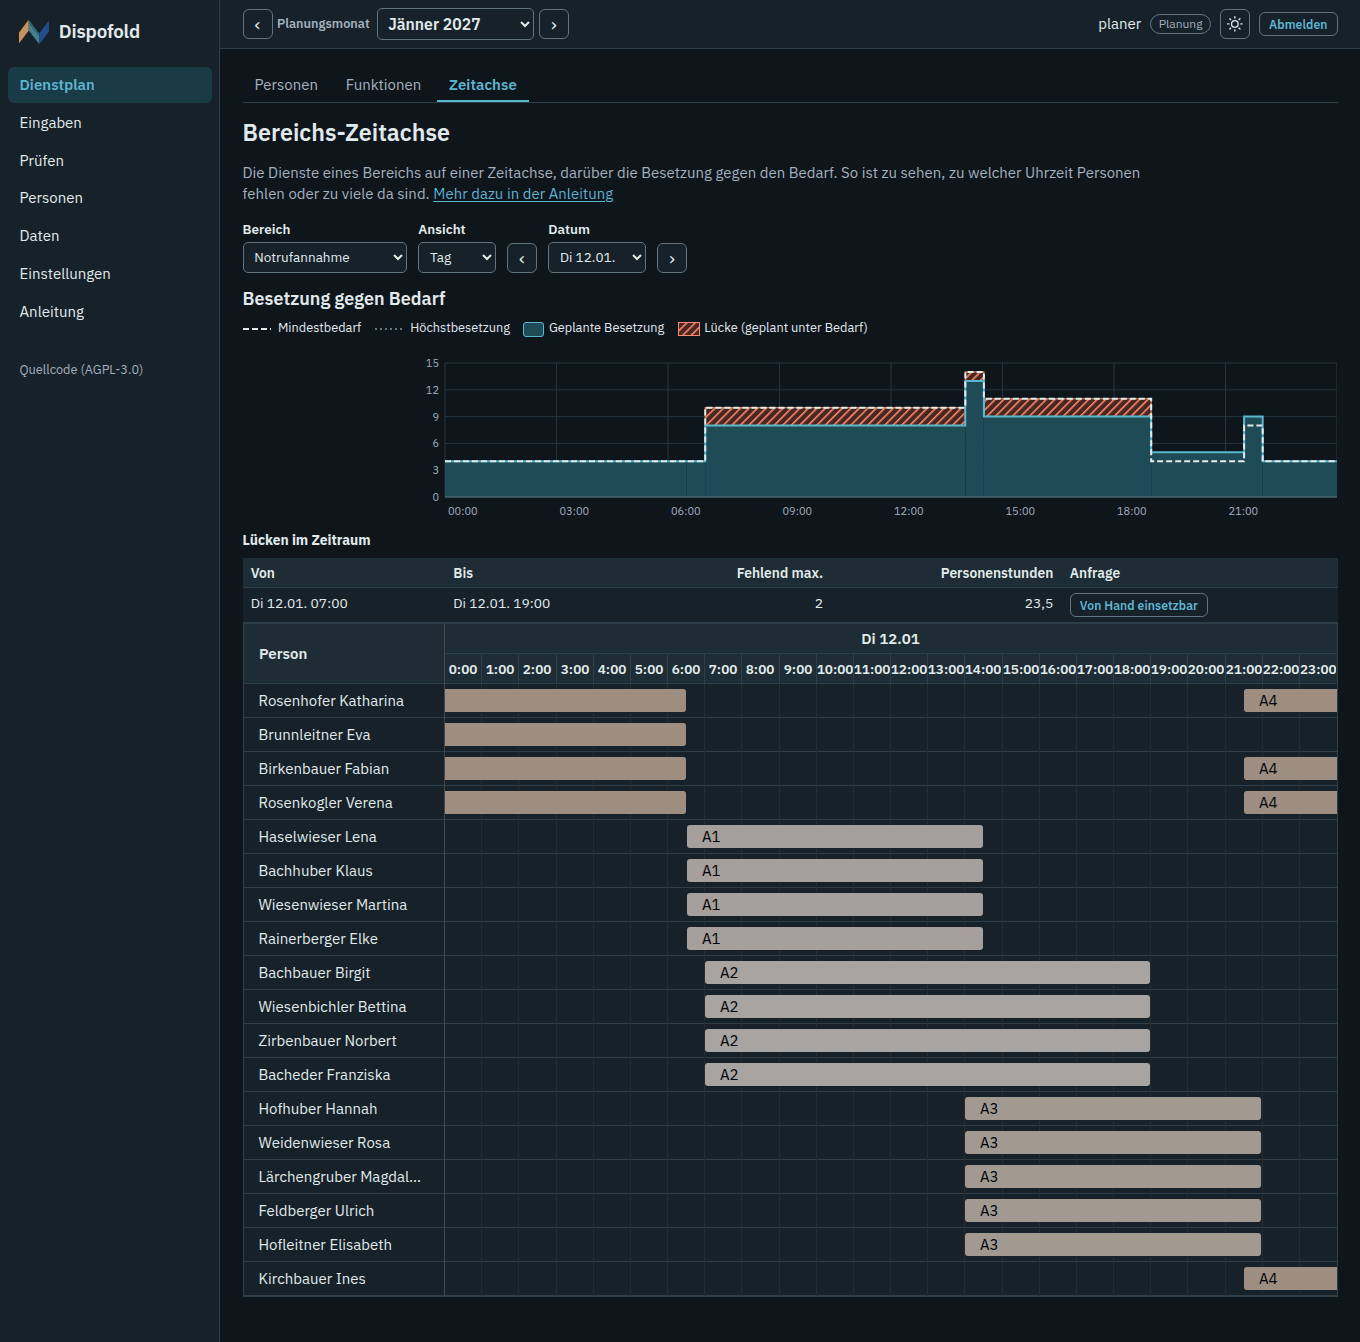 Dispofold
Dienstplan
Eingaben
Prüfen
Personen
Daten
Einstellungen
Anleitung
Quellcode (AGPL-3.0)
‹ Planungsmonat Jänner 2027 ›
planer Planung Abmelden
Personen Funktionen Zeitachse
Bereichs-Zeitachse
Die Dienste eines Bereichs auf einer Zeitachse, darüber die Besetzung gegen den Bedarf. So ist zu sehen, zu welcher Uhrzeit Personen
fehlen oder zu viele da sind. Mehr dazu in der Anleitung
Bereich Ansicht Datum
Notrufannahme Tag ‹ Di 12.01. ›
Besetzung gegen Bedarf
Mindestbedarf Höchstbesetzung Geplante Besetzung Lücke (geplant unter Bedarf)
15
12
9
6
3
0
00:00 03:00 06:00 09:00 12:00 15:00 18:00 21:00
Lücken im Zeitraum
Von Bis Fehlend max. Personenstunden Anfrage
Di 12.01. 07:00 Di 12.01. 19:00 2 23,5 Von Hand einsetzbar
Person Di 12.01
0:00 1:00 2:00 3:00 4:00 5:00 6:00 7:00 8:00 9:00 10:00 11:00 12:00 13:00 14:00 15:00 16:00 17:00 18:00 19:00 20:00 21:00 22:00 23:00
Rosenhofer Katharina A4
Brunnleitner Eva
Birkenbauer Fabian A4
Rosenkogler Verena A4
Haselwieser Lena A1
Bachhuber Klaus A1
Wiesenwieser Martina A1
Rainerberger Elke A1
Bachbauer Birgit A2
Wiesenbichler Bettina A2
Zirbenbauer Norbert A2
Bacheder Franziska A2
Hofhuber Hannah A3
Weidenwieser Rosa A3
Lärchengruber Magdal... A3
Feldberger Ulrich A3
Hofleitner Elisabeth A3
Kirchbauer Ines A4